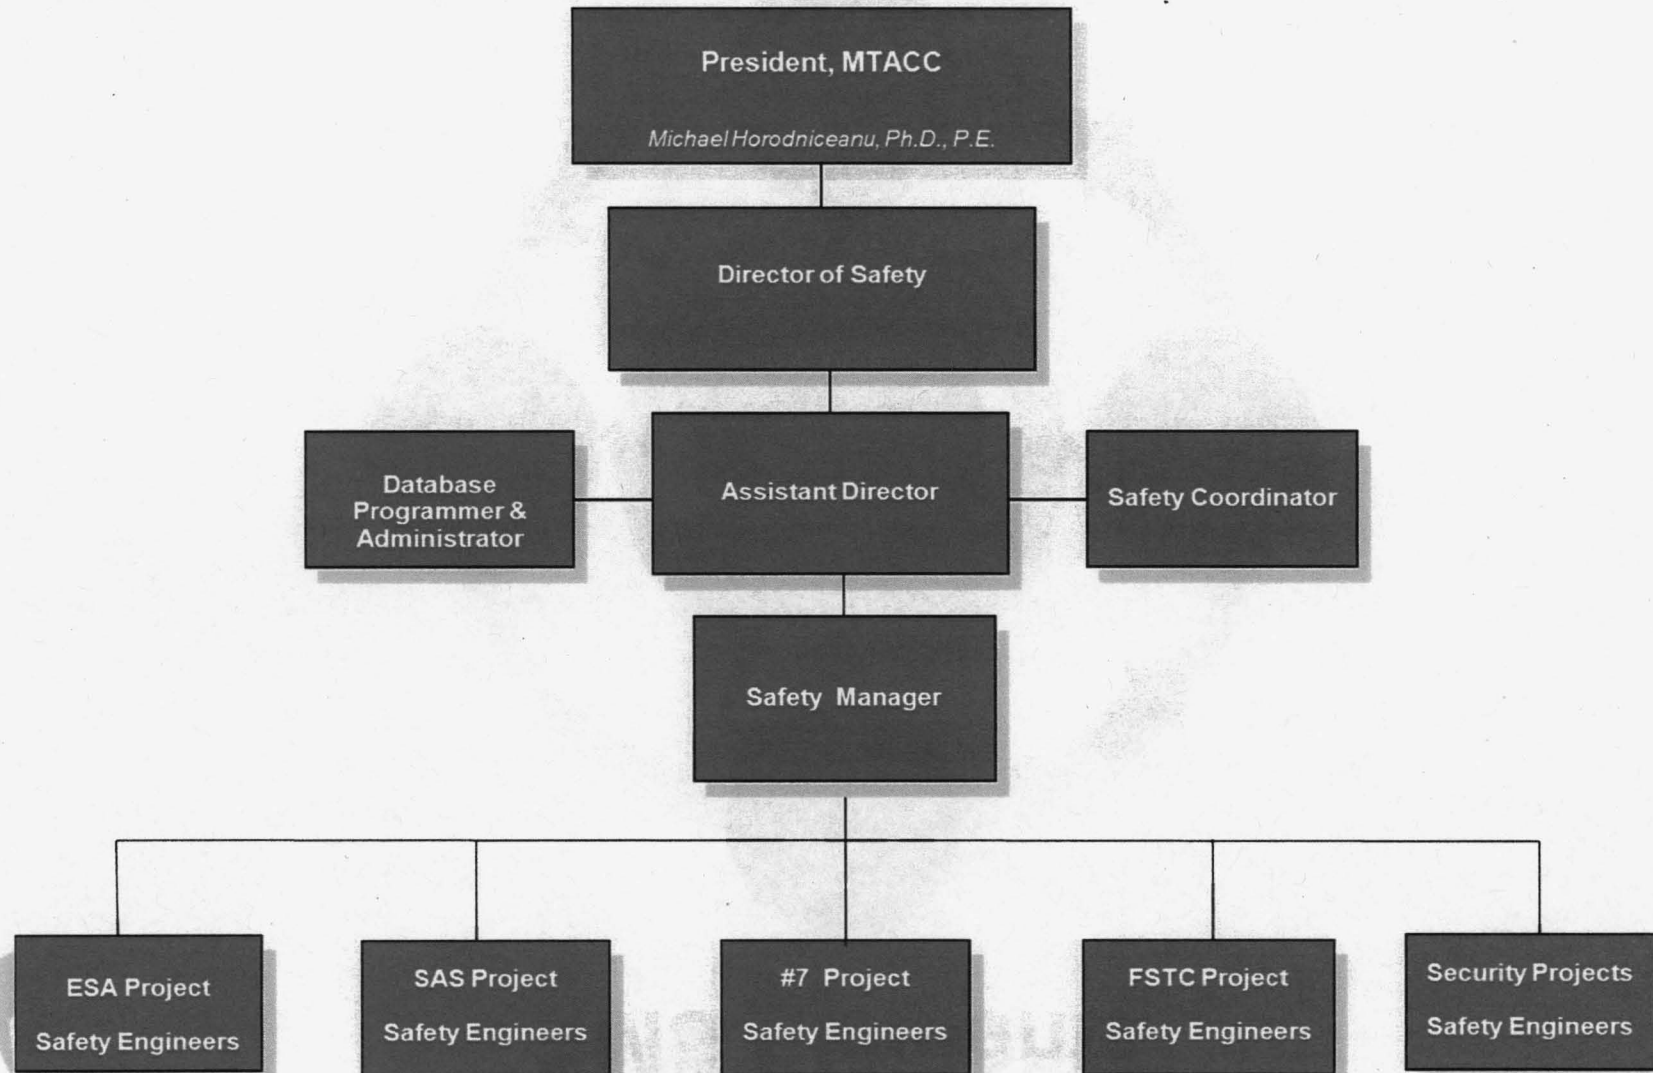 President, MTACC
Michael Horodniceanu, Ph.D., P.E.
Director of Safety
Database
Programmer &
Administrator
Assistant Director
Safety Coordinator
Safety Manager
ESA Project
Safety Engineers
SAS Project
Safety Engineers
#7 Project
Safety Engineers
FSTC Project
Safety Engineers
Security Projects
Safety Engineers